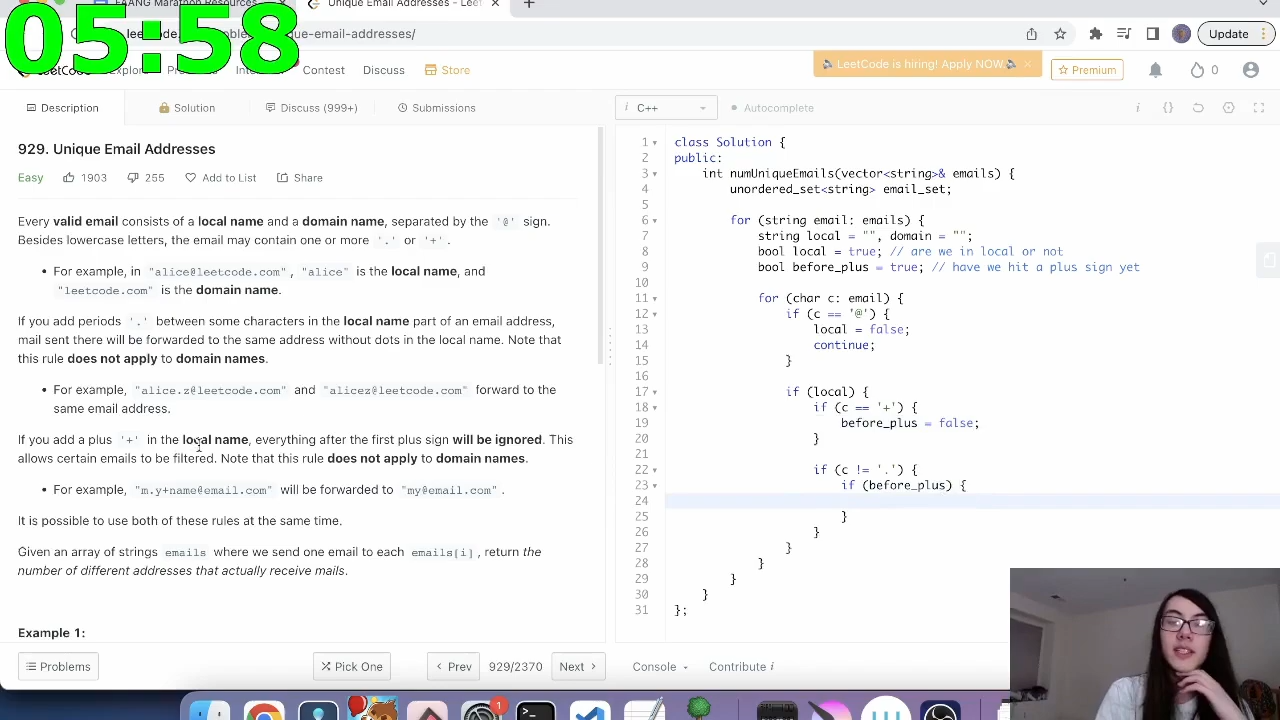 05:58
FAANG Marathon Resources
Unique Email Addresses - Leet
que-email-addresses/
Update
LeetCode is hiring! Apply NOW.
Contest
Discuss
Store
Premium
0
Description
Solution
Discuss (999+)
Submissions
i C++
Autocomplete
929. Unique Email Addresses
Easy 1903 255 Add to List Share
Every valid email consists of a local name and a domain name, separated by the '@' sign.
Besides lowercase letters, the email may contain one or more '.' or '+'.
For example, in "alice@leetcode.com", "alice" is the local name, and
"leetcode.com" is the domain name.
If you add periods '.' between some characters in the local name part of an email address,
mail sent there will be forwarded to the same address without dots in the local name. Note that
this rule does not apply to domain names.
For example, "alice.z@leetcode.com" and "alicez@leetcode.com" forward to the
same email address.
If you add a plus '+' in the local name, everything after the first plus sign will be ignored. This
allows certain emails to be filtered. Note that this rule does not apply to domain names.
For example, "m.y+name@email.com" will be forwarded to "my@email.com".
It is possible to use both of these rules at the same time.
Given an array of strings emails where we send one email to each emails[i], return the
number of different addresses that actually receive mails.
Example 1:
Problems
Pick One
Prev
929/2370
Next
1 class Solution {
2 public:
3 int numUniqueEmails(vector<string>& emails) {
4 unordered_set<string> email_set;
5
6 for (string email: emails) {
7 string local = "", domain = "";
8 bool local = true; // are we in local or not
9 bool before_plus = true; // have we hit a plus sign yet
10
11 for (char c: email) {
12 if (c == '@') {
13 local = false;
14 continue;
15 }
16
17 if (local) {
18 if (c == '+') {
19 before_plus = false;
20 }
21
22 if (c != '.') {
23 if (before_plus) {
24
25 }
26 }
27 }
28 }
29 }
30 }
31 };
Console
Contribute i
1